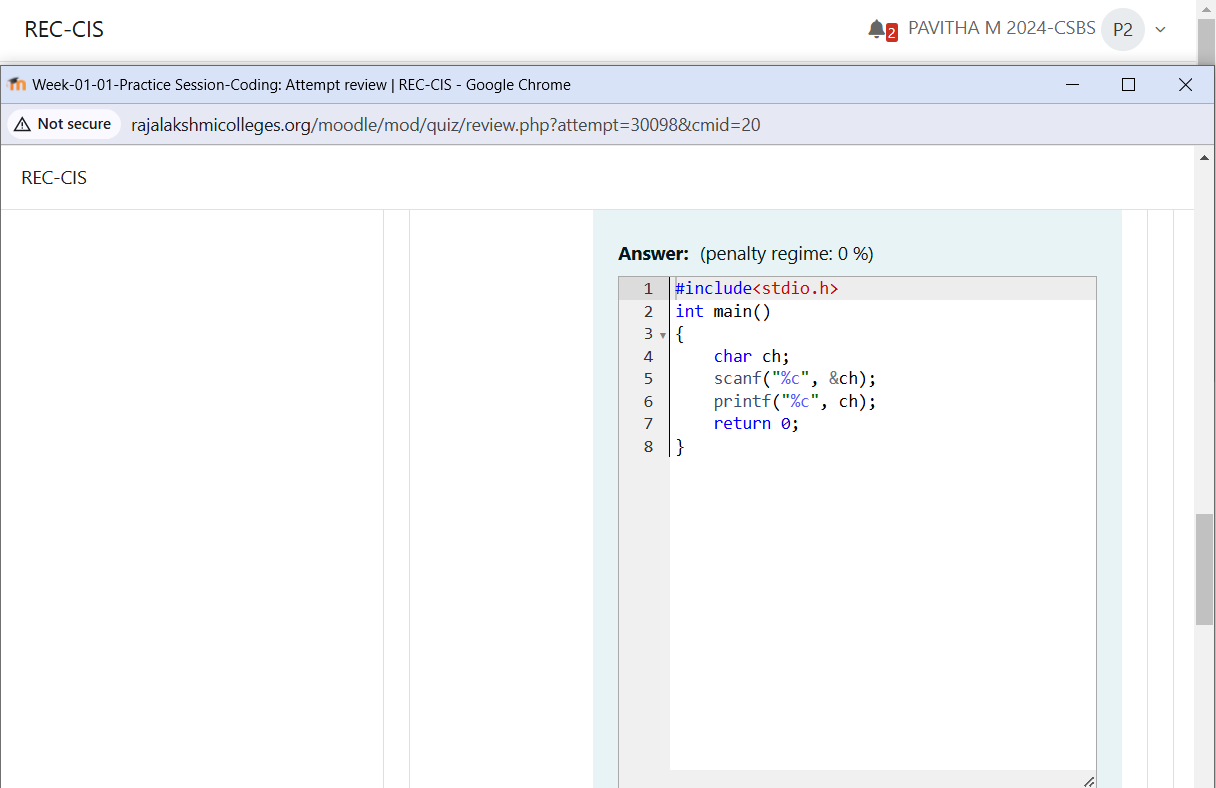 REC-CIS
2 PAVITHA M 2024-CSBS P2
Week-01-01-Practice Session-Coding: Attempt review | REC-CIS - Google Chrome
Not secure rajalakshmicolleges.org/moodle/mod/quiz/review.php?attempt=30098&cmid=20
REC-CIS
Answer: (penalty regime: 0 %)
1 #include<stdio.h>
2 int main()
3 {
4     char ch;
5     scanf("%c", &ch);
6     printf("%c", ch);
7     return 0;
8 }